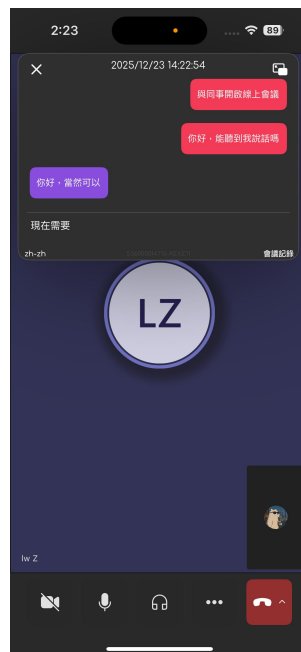 2:23
89
2025/12/23 14:22:54
與同事開啟線上會議
你好，能聽到我說話嗎
你好，當然可以
現在需要
zh-zh
會議記錄
LZ
lw Z